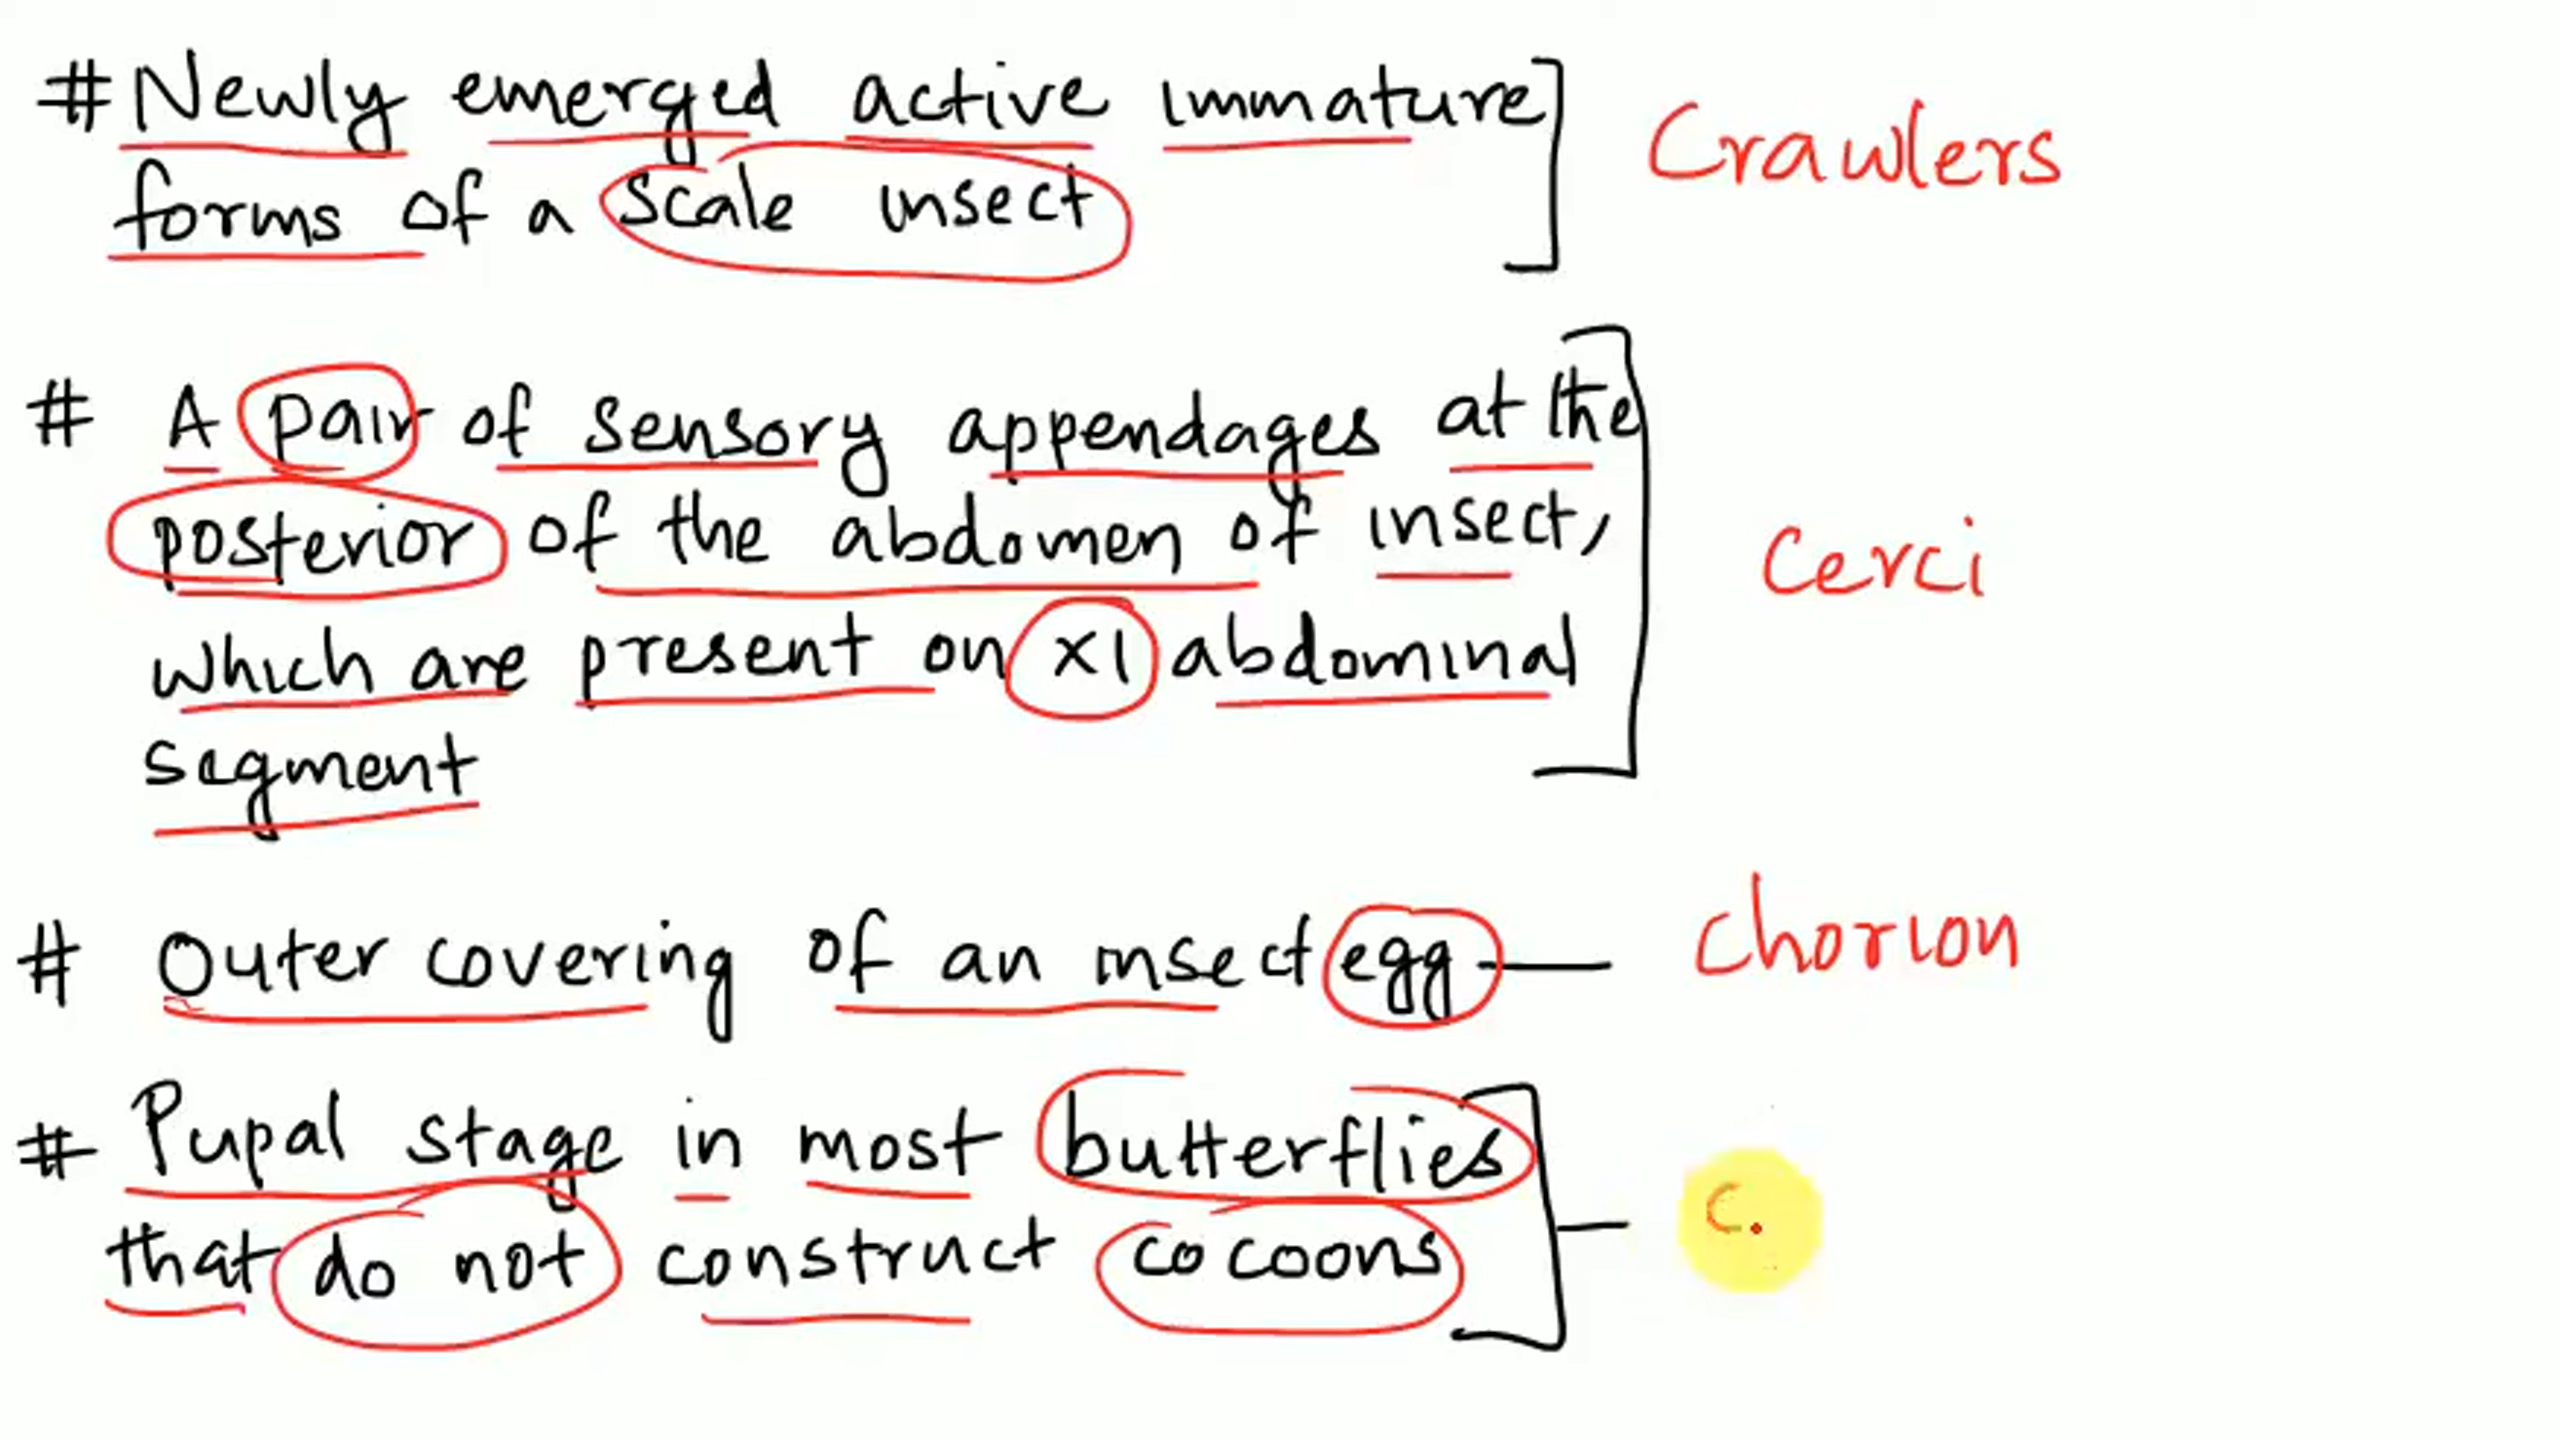 # Newly emerged active immature
forms of a scale insect
Crawlers
# A pair of sensory appendages at the
posterior of the abdomen of insect,
which are present on XI abdominal
segment
Cerci
# Outer covering of an insect egg — Chorion
# Pupal stage in most butterflies
that do not construct cocoons
— C